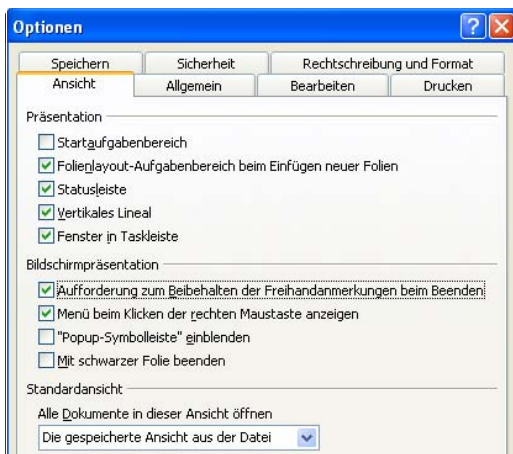 Optionen
Speichern
Sicherheit
Rechtschreibung und Format
Ansicht
Allgemein
Bearbeiten
Drucken
Präsentation
Startaufgabenbereich
Folienlayout-Aufgabenbereich beim Einfügen neuer Folien
Statusleiste
Vertikales Lineal
Fenster in Taskleiste
Bildschirmpräsentation
Aufforderung zum Beibehalten der Freihandanmerkungen beim Beenden
Menü beim Klicken der rechten Maustaste anzeigen
"Popup-Symbolleiste" einblenden
Mit schwarzer Folie beenden
Standardansicht
Alle Dokumente in dieser Ansicht öffnen
Die gespeicherte Ansicht aus der Datei